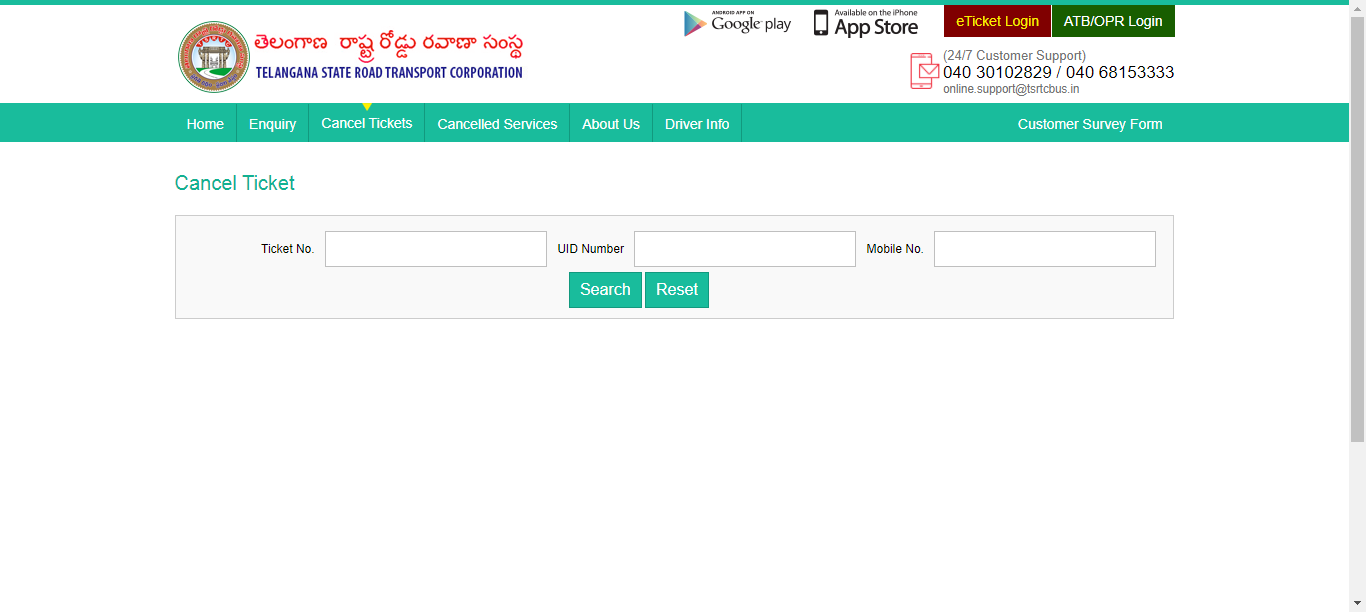 తెలంగాణ రాష్ట్ర రోడ్డు రవాణా సంస్థ
TELANGANA STATE ROAD TRANSPORT CORPORATION
ANDROID APP ON
Google play
Available on the iPhone
App Store
eTicket Login
ATB/OPR Login
(24/7 Customer Support)
040 30102829 / 040 68153333
online.support@tsrtcbus.in
Home Enquiry Cancel Tickets Cancelled Services About Us Driver Info Customer Survey Form
Cancel Ticket
Ticket No. UID Number Mobile No.
Search Reset